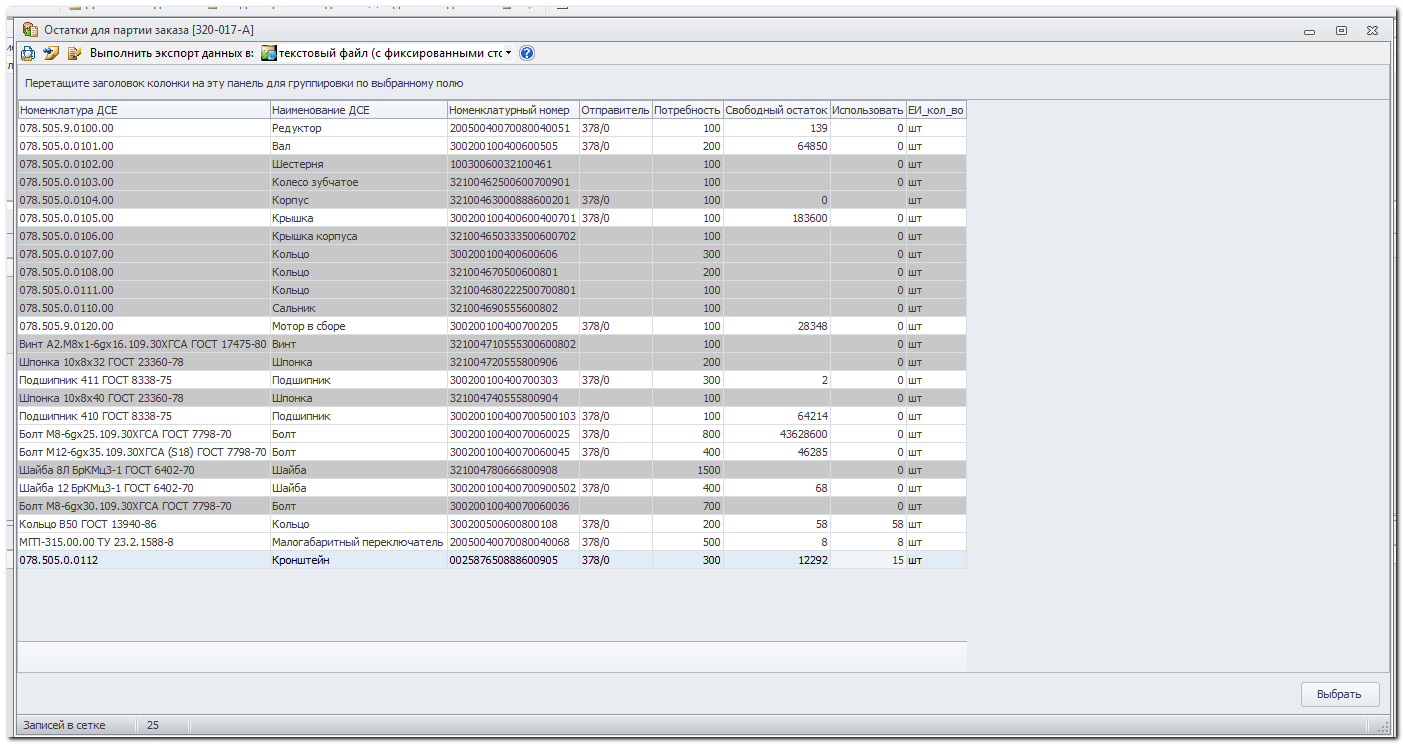 Остатки для партии заказа [320-017-А]
Выполнить экспорт данных в: текстовый файл (с фиксированными стс
Перетащите заголовок колонки на эту панель для группировки по выбранному полю
Номенклатура ДСЕ Наименование ДСЕ Номенклатурный номер Отправитель Потребность Свободный остаток Использовать ЕИ_кол_во
078.505.9.0100.00 Редуктор 20050040070080040051 378/0 100 139 0 шт
078.505.0.0101.00 Вал 300200100400600505 378/0 200 64850 0 шт
078.505.0.0102.00 Шестерня 10030060032100461 100 0 шт
078.505.0.0103.00 Колесо зубчатое 32100462500600700901 100 0 шт
078.505.0.0104.00 Корпус 32100463000888600201 378/0 100 0 шт
078.505.0.0105.00 Крышка 300200100400600400701 378/0 100 183600 0 шт
078.505.0.0106.00 Крышка корпуса 321004650333500600702 100 0 шт
078.505.0.0107.00 Кольцо 300200100400600606 300 0 шт
078.505.0.0108.00 Кольцо 321004670500600801 200 0 шт
078.505.0.0111.00 Кольцо 321004680222500700801 100 0 шт
078.505.0.0110.00 Сальник 321004690555600802 100 0 шт
078.505.9.0120.00 Мотор в сборе 300200100400700205 378/0 100 28348 0 шт
Винт А2.М8х1-6gх16.109.30ХГСА ГОСТ 17475-80 Винт 321004710555300600802 100 0 шт
Шпонка 10х8х32 ГОСТ 23360-78 Шпонка 321004720555800906 200 0 шт
Подшипник 411 ГОСТ 8338-75 Подшипник 300200100400700303 378/0 300 2 0 шт
Шпонка 10х8х40 ГОСТ 23360-78 Шпонка 321004740555800904 100 0 шт
Подшипник 410 ГОСТ 8338-75 Подшипник 300200100400700500103 378/0 100 64214 0 шт
Болт М8-6gх25.109.30ХГСА ГОСТ 7798-70 Болт 30020010040070060025 378/0 800 43628600 0 шт
Болт М12-6gх35.109.30ХГСА (S18) ГОСТ 7798-70 Болт 30020010040070060045 378/0 400 46285 0 шт
Шайба 8Л БрКМц3-1 ГОСТ 6402-70 Шайба 321004780666800908 1500 0 шт
Шайба 12 БрКМц3-1 ГОСТ 6402-70 Шайба 300200100400700900502 378/0 400 68 0 шт
Болт М8-6gх30.109.30ХГСА ГОСТ 7798-70 Болт 30020010040070060036 700 0 шт
Кольцо В50 ГОСТ 13940-86 Кольцо 300200500600800108 378/0 200 58 58 шт
МГП-315.00.00 ТУ 23.2.1588-8 Малогабаритный переключатель 20050040070080040068 378/0 500 8 8 шт
078.505.0.0112 Кронштейн 002587650888600905 378/0 300 12292 15 шт
Выбрать
Записей в сетке 25